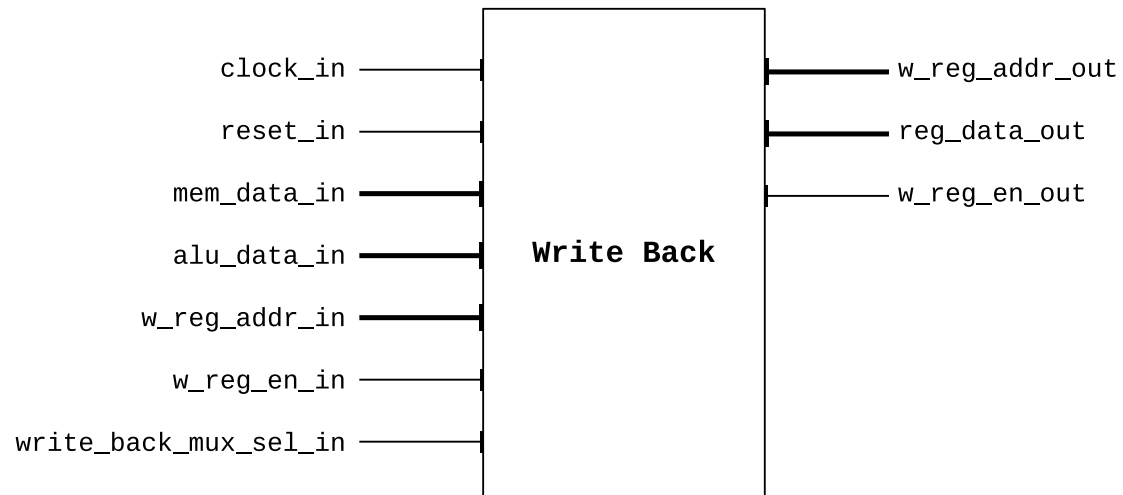 clock_in
reset_in
mem_data_in
alu_data_in
w_reg_addr_in
w_reg_en_in
write_back_mux_sel_in
Write Back
w_reg_addr_out
reg_data_out
w_reg_en_out